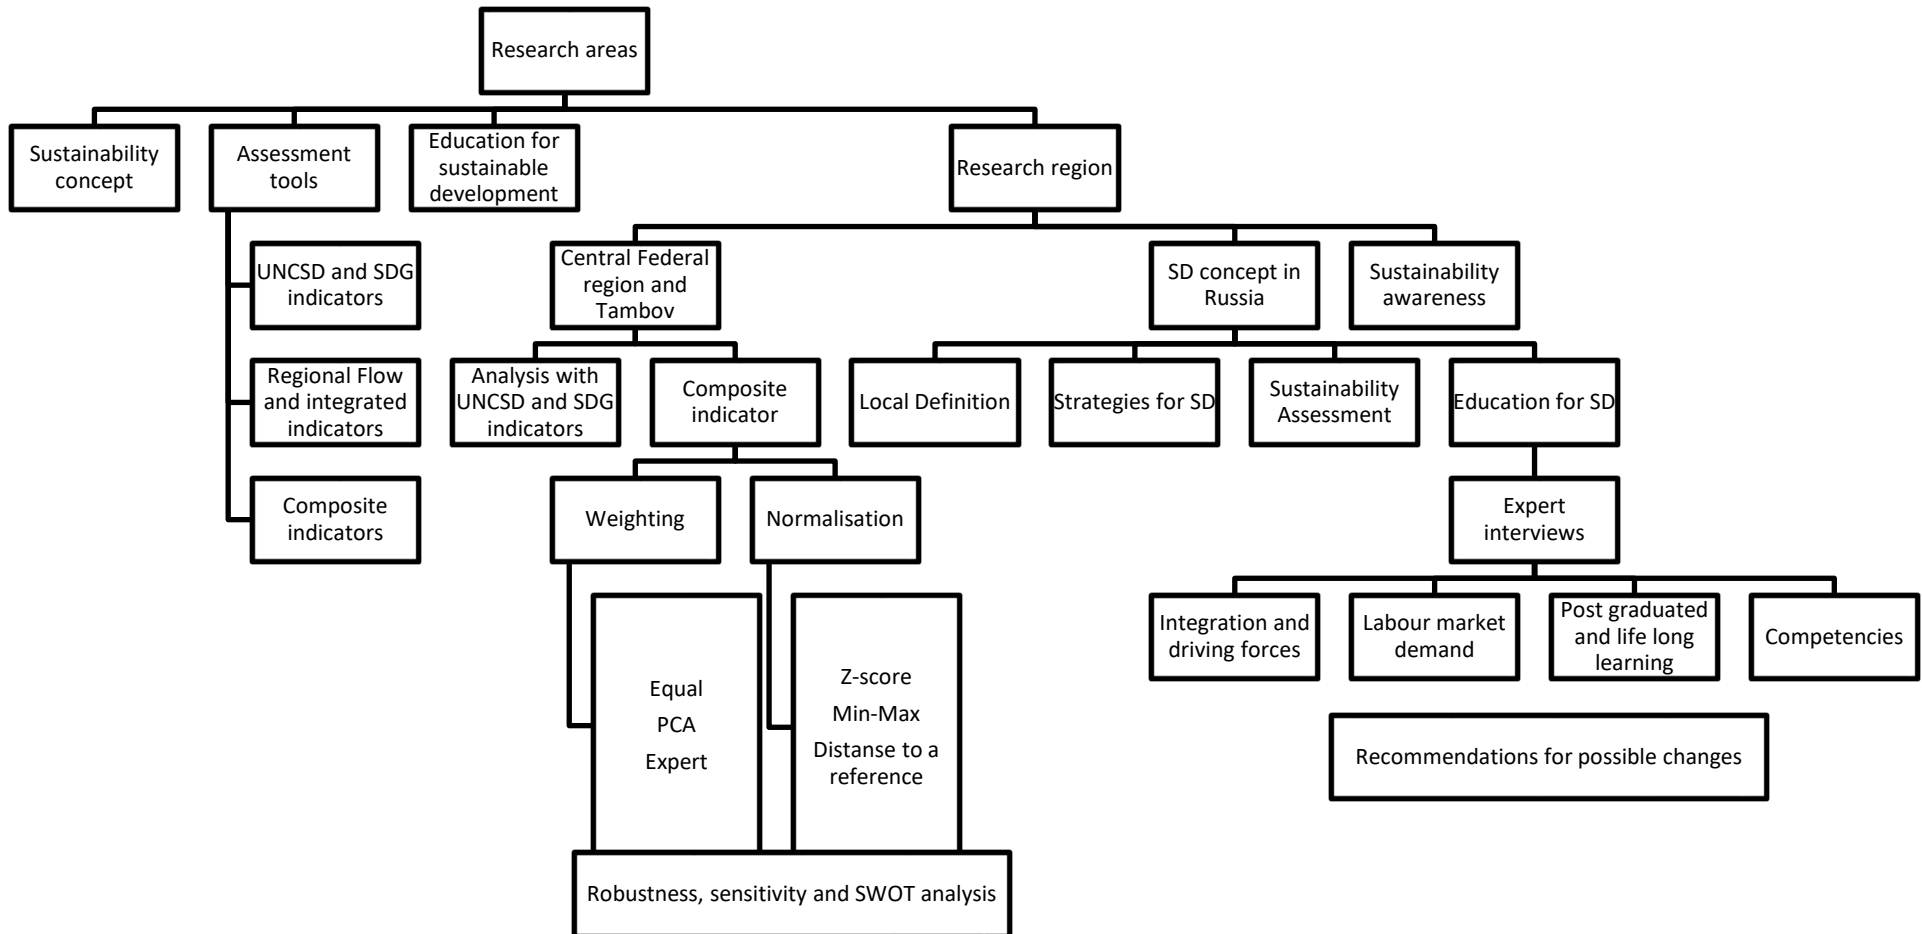 Research areas
Sustainability
concept
Assessment
tools
Education for
sustainable
development
Research region
UNCSD and SDG
indicators
Regional Flow
and integrated
indicators
Composite
indicators
Central Federal
region and
Tambov
SD concept in
Russia
Sustainability
awareness
Analysis with
UNCSD and SDG
indicators
Composite
indicator
Local Definition
Strategies for SD
Sustainability
Assessment
Education for SD
Weighting
Normalisation
Expert
interviews
Equal
PCA
Expert
Z-score
Min-Max
Distanse to a
reference
Integration and
driving forces
Labour market
demand
Post graduated
and life long
learning
Competencies
Recommendations for possible changes
Robustness, sensitivity and SWOT analysis